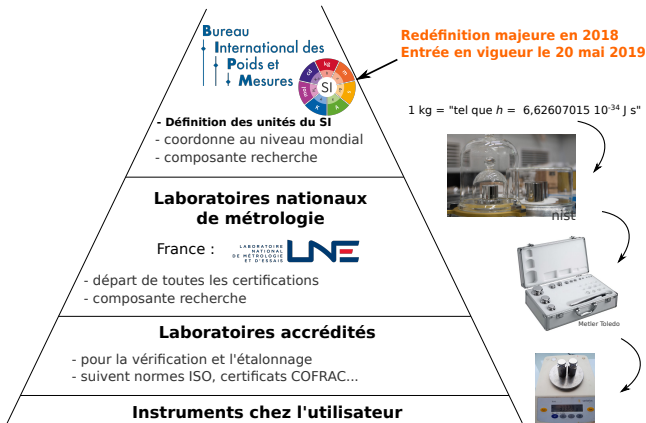 Bureau
International des
Poids et
Mesures
SI
kg
m
s
A
K
mol
cd
Redéfinition majeure en 2018
Entrée en vigueur le 20 mai 2019
- Définition des unités du SI
- coordonne au niveau mondial
- composante recherche
1 kg = "tel que h = 6,62607015 10-34 J s"
nist
Laboratoires nationaux
de métrologie
France :
LABORATOIRE
NATIONAL
DE MÉTROLOGIE
ET D'ESSAIS
LNE
- départ de toutes les certifications
- composante recherche
Metler Toledo
Laboratoires accrédités
- pour la vérification et l'étalonnage
- suivent normes ISO, certificats COFRAC...
Instruments chez l'utilisateur